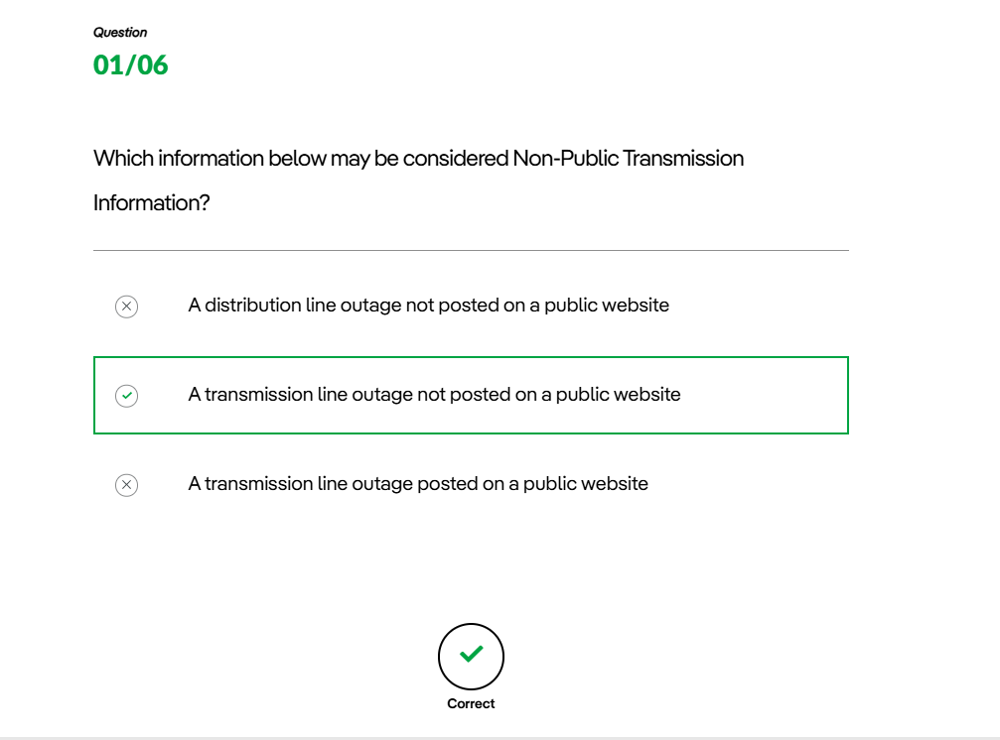 Question
01/06
Which information below may be considered Non-Public Transmission
Information?
A distribution line outage not posted on a public website
A transmission line outage not posted on a public website
A transmission line outage posted on a public website
Correct